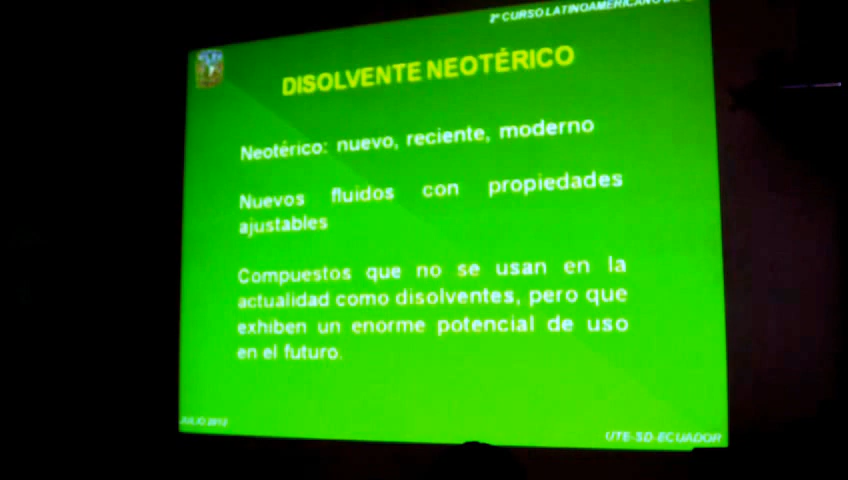 2º CURSO LATINOAMERICANO DE
DISOLVENTE NEOTÉRICO
Neotérico: nuevo, reciente, moderno
Nuevos fluidos con propiedades
ajustables
Compuestos que no se usan en la
actualidad como disolventes, pero que
exhiben un enorme potencial de uso
en el futuro.
JULIO 2012
UTE-SD-ECUADOR